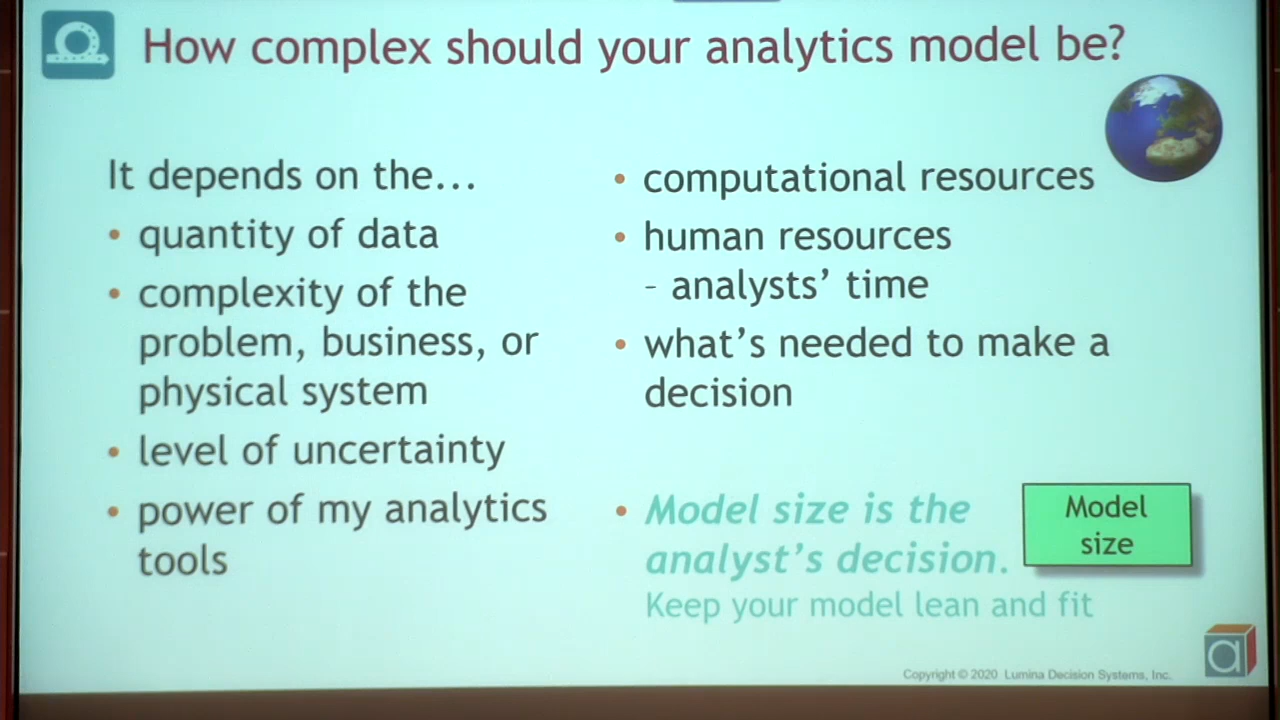 How complex should your analytics model be?
It depends on the...
• quantity of data
• complexity of the
problem, business, or
physical system
• level of uncertainty
• power of my analytics
tools
• computational resources
• human resources
- analysts' time
• what's needed to make a
decision
• Model size is the
analyst's decision.
Keep your model lean and fit
Model
size
a
Copyright © 2020 Lumina Decision Systems, Inc.